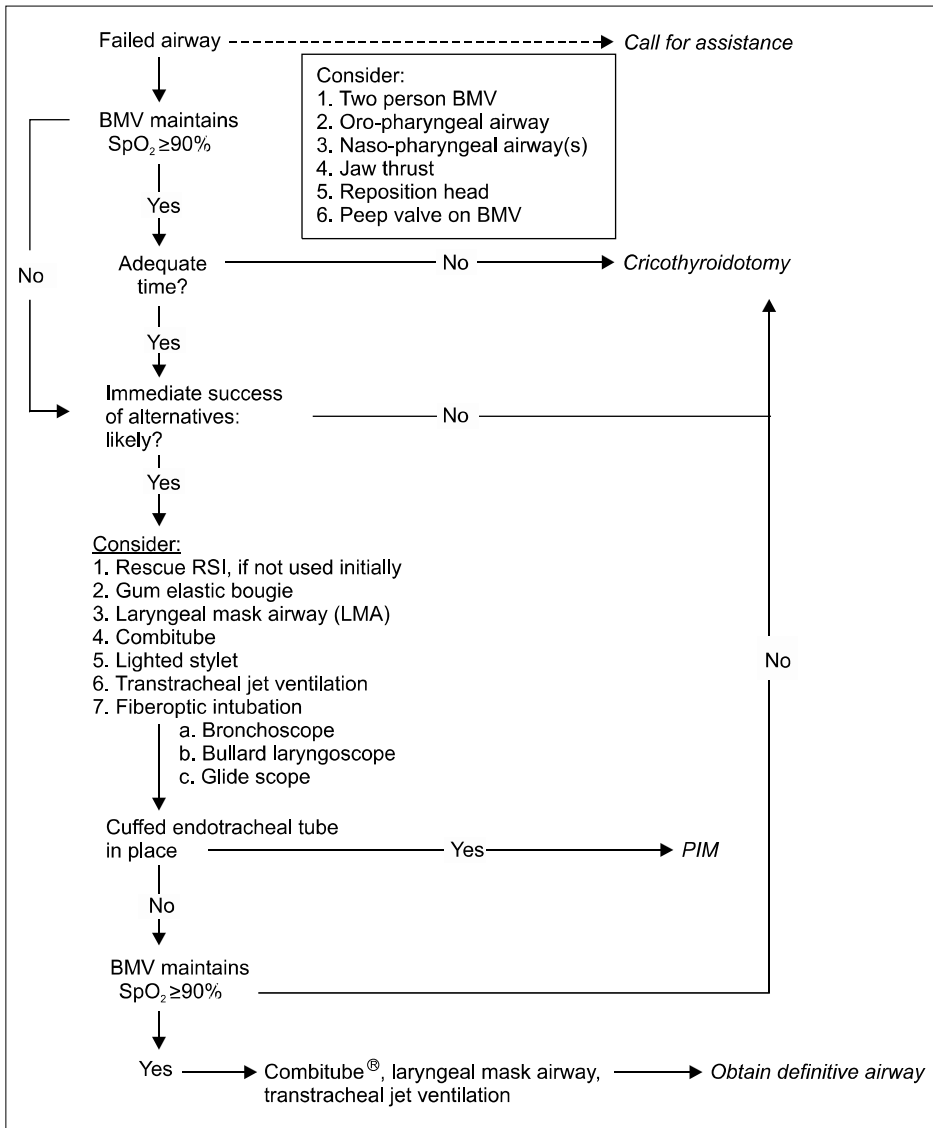 Failed airway
Call for assistance
Consider:
1. Two person BMV
2. Oro-pharyngeal airway
3. Naso-pharyngeal airway(s)
4. Jaw thrust
5. Reposition head
6. Peep valve on BMV
BMV maintains
SpO₂ ≥90%
Yes
No
Adequate
time?
No
Cricothyroidotomy
Yes
Immediate success
of alternatives:
likely?
No
Yes
Consider:
1. Rescue RSI, if not used initially
2. Gum elastic bougie
3. Laryngeal mask airway (LMA)
4. Combitube
5. Lighted stylet
6. Transtracheal jet ventilation
7. Fiberoptic intubation
a. Bronchoscope
b. Bullard laryngoscope
c. Glide scope
No
Cuffed endotracheal tube
in place
Yes
PIM
No
BMV maintains
SpO₂ ≥90%
Yes
Combitube®, laryngeal mask airway,
transtracheal jet ventilation
Obtain definitive airway